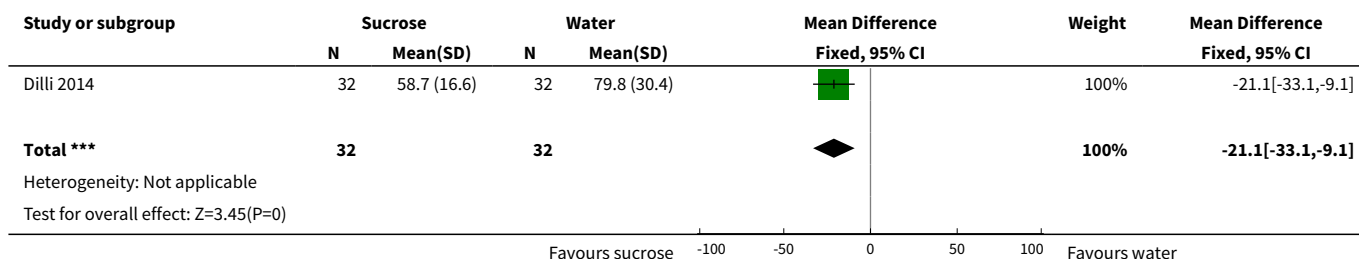 Study or subgroup Sucrose Water Mean Difference Weight Mean Difference
N Mean(SD) N Mean(SD) Fixed, 95% CI Fixed, 95% CI
Dilli 2014 32 58.7 (16.6) 32 79.8 (30.4) 100% -21.1[-33.1,-9.1]
Total *** 32 32 100% -21.1[-33.1,-9.1]
Heterogeneity: Not applicable
Test for overall effect: Z=3.45(P=0)
Favours sucrose -100 -50 0 50 100 Favours water